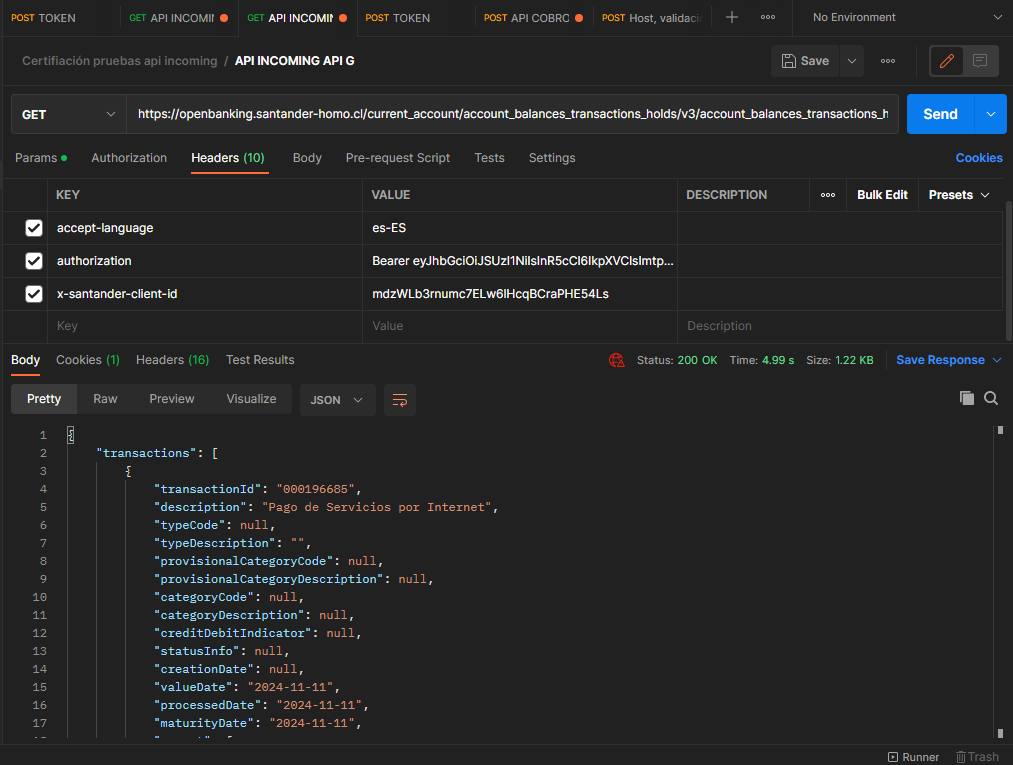 POST TOKEN GET API INCOMIN GET API INCOMIN POST TOKEN POST API COBRO POST Host, validació No Environment
Certifiación pruebas api incoming / API INCOMING API G Save
GET https://openbanking.santander-homo.cl/current_account/account_balances_transactions_holds/v3/account_balances_transactions_h Send
Params Authorization Headers (10) Body Pre-request Script Tests Settings Cookies
KEY VALUE DESCRIPTION Bulk Edit Presets
accept-language es-ES
authorization Bearer eyJhbGciOiJSUzI1NiIsInR5cCI6IkpXVCIsImtp...
x-santander-client-id mdzWLb3rnumc7ELw6IHcqBCraPHE54Ls
Key Value Description
Body Cookies (1) Headers (16) Test Results Status: 200 OK Time: 4.99 s Size: 1.22 KB Save Response
Pretty Raw Preview Visualize JSON
1 {
2 "transactions": [
3 {
4 "transactionId": "000196685",
5 "description": "Pago de Servicios por Internet",
6 "typeCode": null,
7 "typeDescription": "",
8 "provisionalCategoryCode": null,
9 "provisionalCategoryDescription": null,
10 "categoryCode": null,
11 "categoryDescription": null,
12 "creditDebitIndicator": null,
13 "statusInfo": null,
14 "creationDate": null,
15 "valueDate": "2024-11-11",
16 "processedDate": "2024-11-11",
17 "maturityDate": "2024-11-11",
Runner Trash